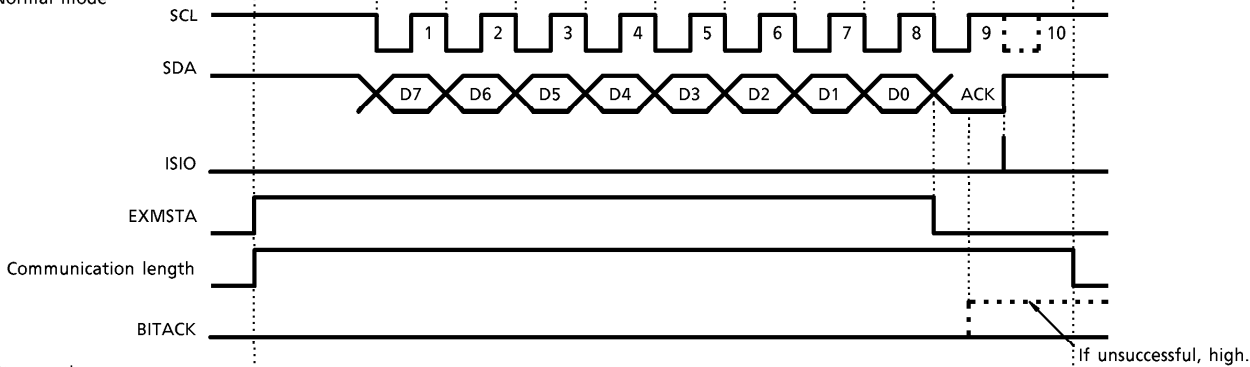 Normal mode
SCL 1 2 3 4 5 6 7 8 9 10
SDA D7 D6 D5 D4 D3 D2 D1 D0 ACK
ISIO
EXMSTA
Communication length
BITACK
If unsuccessful, high.